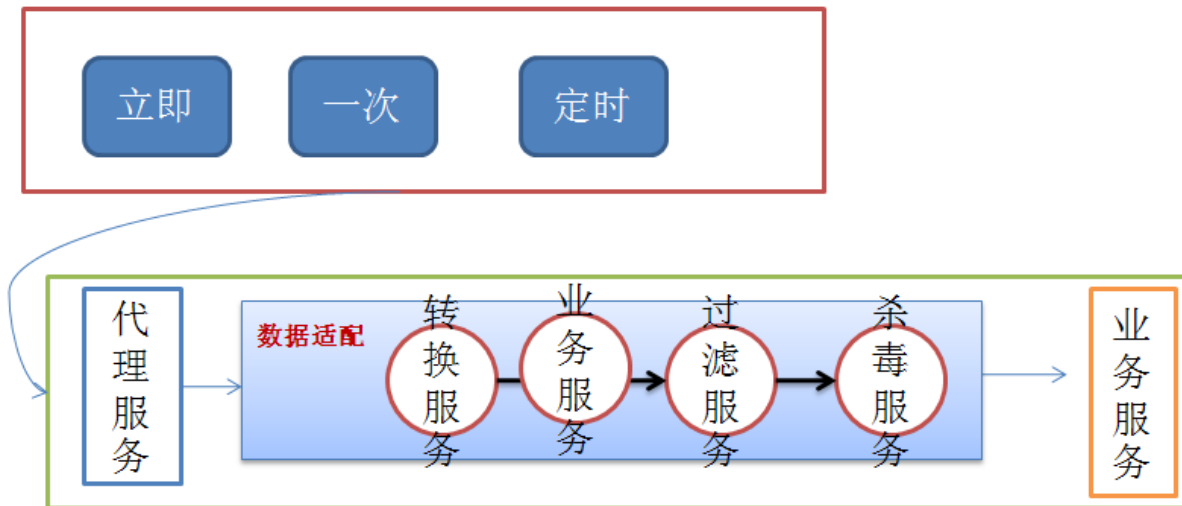 立即
一次
定时
代理服务
数据适配
转换服务
业务服务
过滤服务
杀毒服务
业务服务